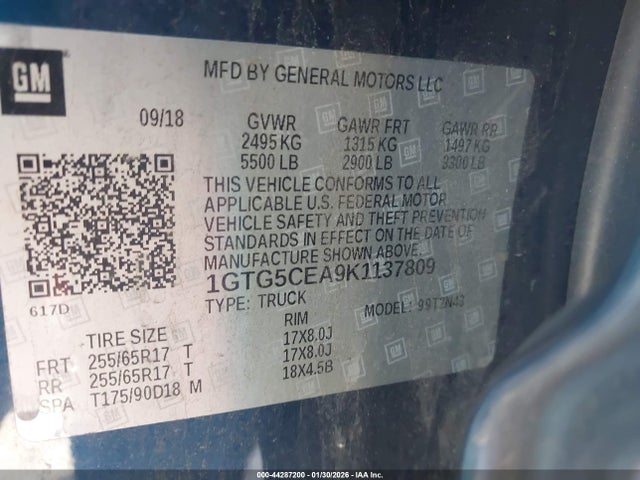 GM
MFD BY GENERAL MOTORS LLC
09/18 GVWR GAWR FRT GAWR RR
2495 KG 1315 KG 1497 KG
5500 LB 2900 LB 3300 LB
THIS VEHICLE CONFORMS TO ALL
APPLICABLE U.S. FEDERAL MOTOR
VEHICLE SAFETY AND THEFT PREVENTION
STANDARDS IN EFFECT ON THE DATE OF
MANUFACTURE SHOWN ABOVE.
1GTG5CEA9K1137809
617D
TYPE: TRUCK MODEL:
TIRE SIZE RIM
FRT 255/65R17 T 17X8.0J
RR 255/65R17 T 17X8.0J
SPA T175/90D18 M 18X4.5B
000-44287200 - 01/30/2026 - IAA Inc.